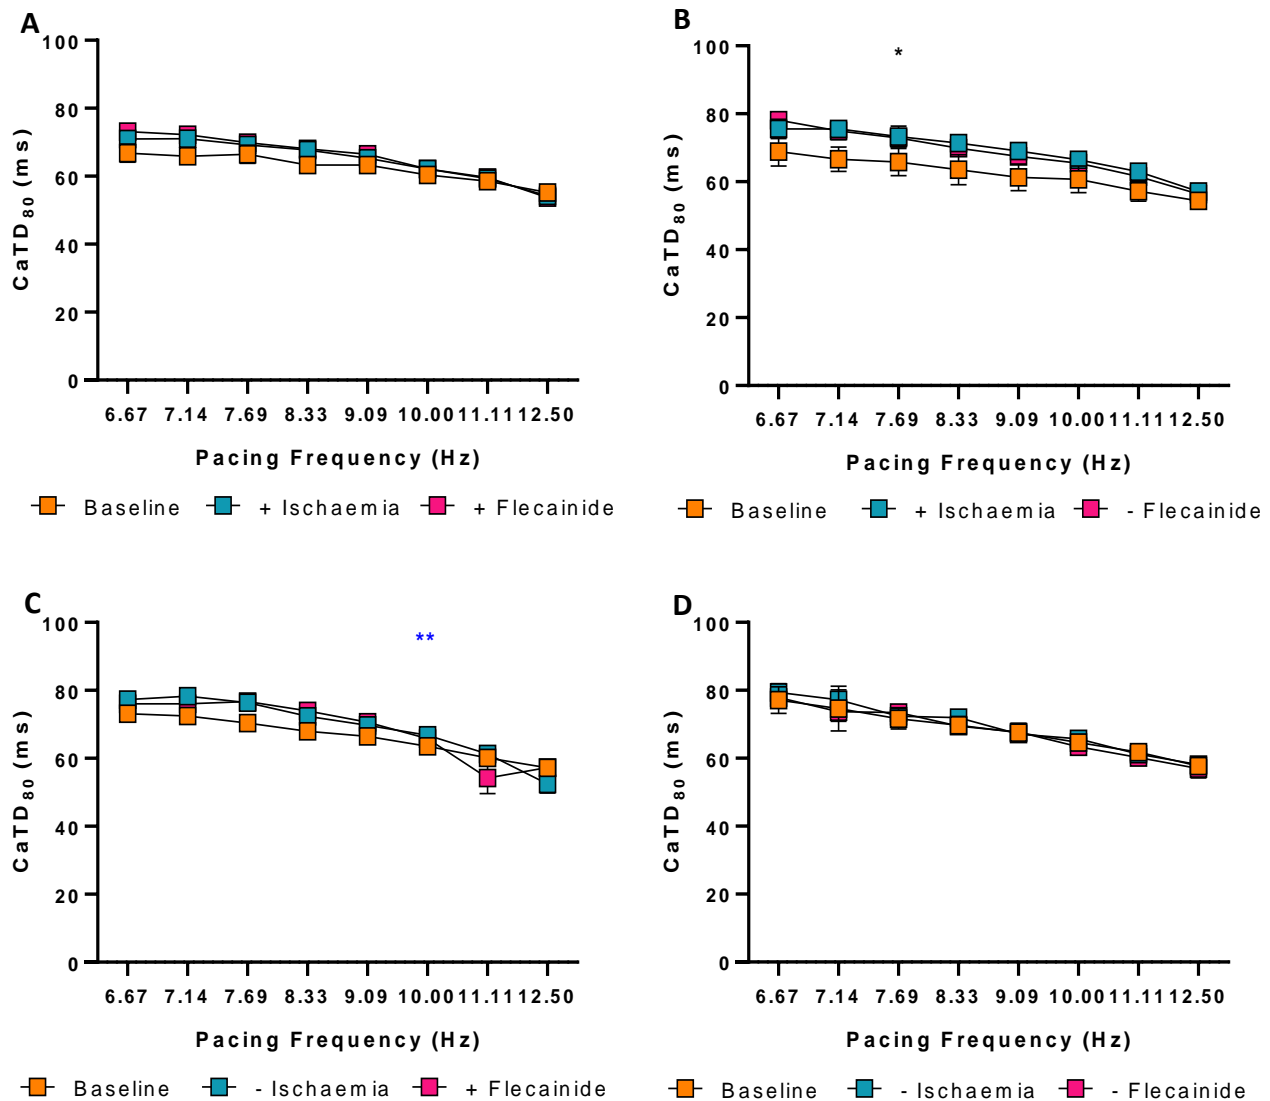 A
CaTD80 (ms)
100
80
60
40
20
0
6.67 7.14 7.69 8.33 9.09 10.00 11.11 12.50
Pacing Frequency (Hz)
Baseline + Ischaemia + Flecainide
B
*
CaTD80 (ms)
100
80
60
40
20
0
6.67 7.14 7.69 8.33 9.09 10.00 11.11 12.50
Pacing Frequency (Hz)
Baseline + Ischaemia - Flecainide
C
**
CaTD80 (ms)
100
80
60
40
20
0
6.67 7.14 7.69 8.33 9.09 10.00 11.11 12.50
Pacing Frequency (Hz)
Baseline - Ischaemia + Flecainide
D
CaTD80 (ms)
100
80
60
40
20
0
6.67 7.14 7.69 8.33 9.09 10.00 11.11 12.50
Pacing Frequency (Hz)
Baseline - Ischaemia - Flecainide